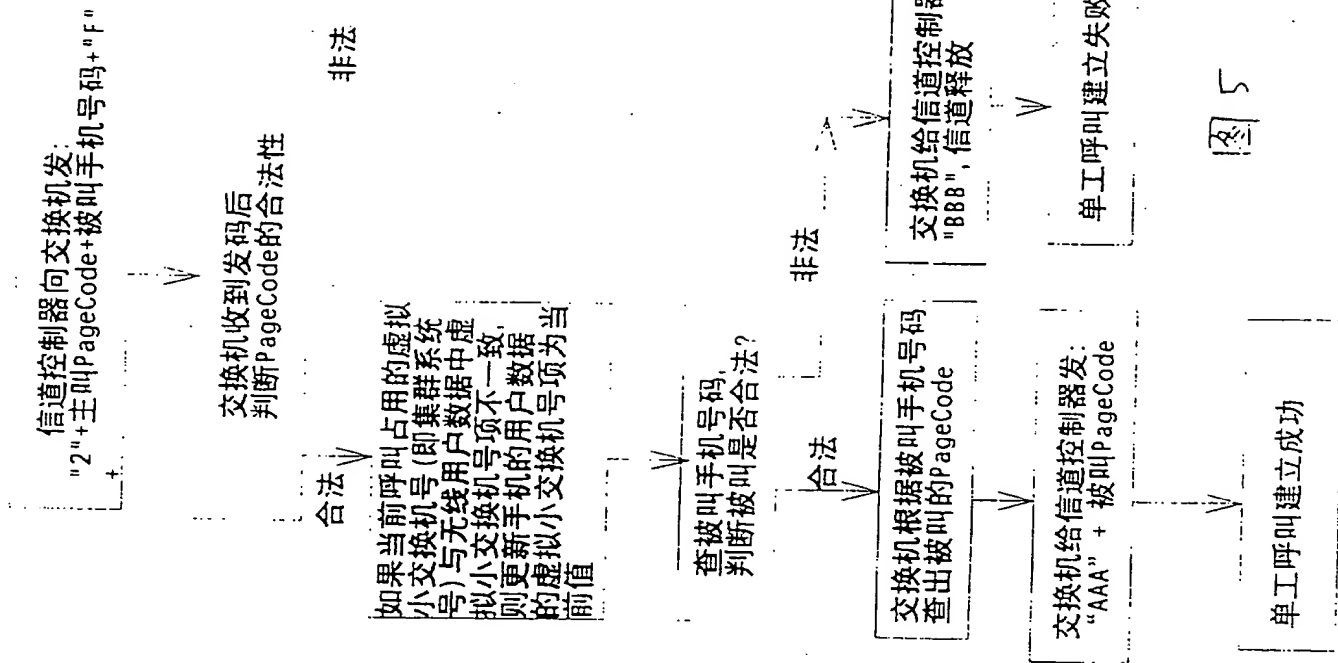 信道控制器向交换机发:
"2"+主叫PageCode+被叫手机号码+"F"
+
交换机收到发码后
判断PageCode的合法性
合法
非法
如果当前呼叫占用的虚拟
小交换机号(即集群系统
号)与无线用户数据中虚
拟小交换机号项不一致,
则更新手机的用户数据
的虚拟小交换机号项为当
前值
查被叫手机号码,
判断被叫是否合法?
合法
非法
交换机根据被叫手机号码
查出被叫的PageCode
交换机给信道控制器发:
"AAA" + 被叫PageCode
单工呼叫建立成功
交换机给信道控制器
"BBB",信道释放
单工呼叫建立失败
图 5